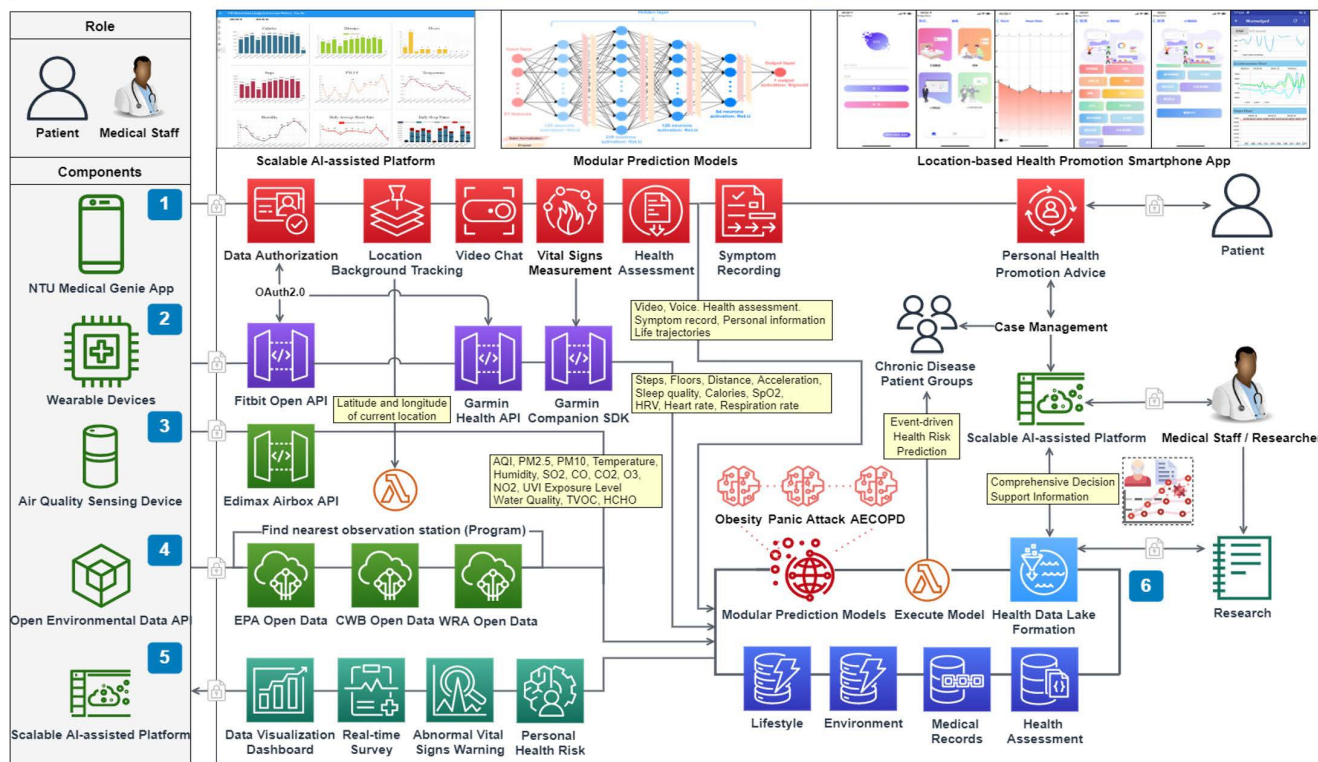 Role
Patient
Medical Staff
Components
1
NTU Medical Genie App
2
Wearable Devices
3
Air Quality Sensing Device
4
Open Environmental Data API
5
Scalable AI-assisted Platform
Scalable AI-assisted Platform
Modular Prediction Models
Location-based Health Promotion Smartphone App
Data Authorization
Location
Background Tracking
Video Chat
Vital Signs
Measurement
Health
Assessment
Symptom
Recording
Personal Health
Promotion Advice
Patient
OAuth2.0
Video, Voice. Health assessment.
Symptom record, Personal information
Life trajectories
Case Management
Chronic Disease
Patient Groups
Fitbit Open API
Latitude and longitude
of current location
Garmin
Health API
Garmin
Companion SDK
Steps, Floors, Distance, Acceleration,
Sleep quality, Calories, SpO2,
HRV, Heart rate, Respiration rate
Event-driven
Health Risk
Prediction
Scalable AI-assisted Platform
Medical Staff / Researcher
Edimax Airbox API
AQI, PM2.5, PM10, Temperature,
Humidity, SO2, CO, CO2, O3,
NO2, UVI Exposure Level
Water Quality, TVOC, HCHO
Comprehensive Decision
Support Information
Obesity
Panic Attack
AECOPD
Find nearest observation station (Program)
EPA Open Data
CWB Open Data
WRA Open Data
Modular Prediction Models
Execute Model
Health Data Lake
Formation
6
Research
Data Visualization
Dashboard
Real-time
Survey
Abnormal Vital
Signs Warning
Personal
Health Risk
Lifestyle
Environment
Medical
Records
Health
Assessment